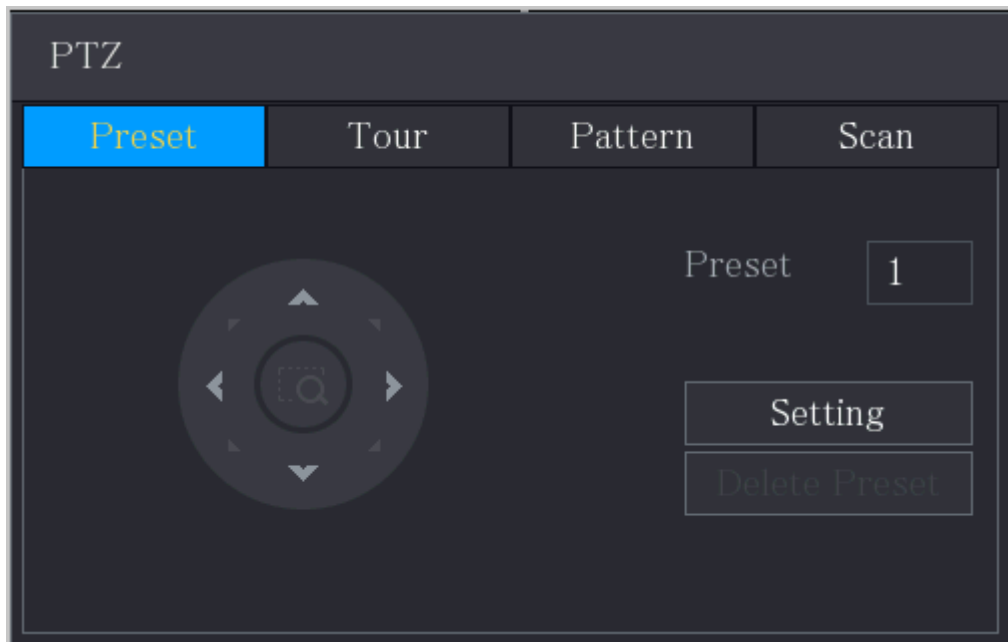 PTZ
Preset Tour Pattern Scan
Preset 1
Setting
Delete Preset